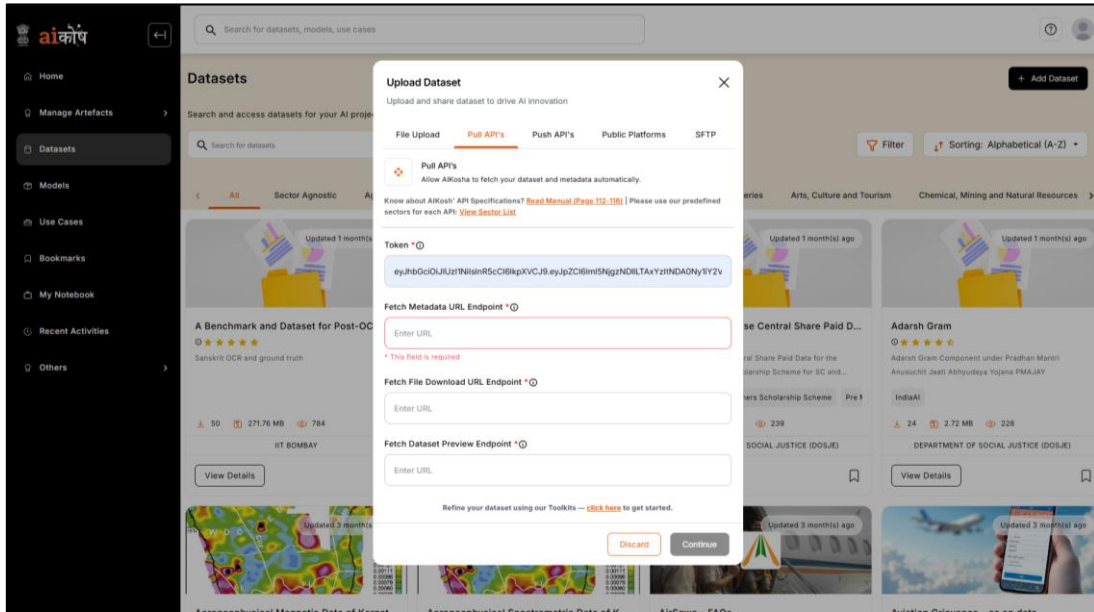 aiकोष
Search for datasets, models, use cases
Home
Manage Artefacts
Datasets
Models
Use Cases
Bookmarks
My Notebook
Recent Activities
Others
Datasets
+ Add Dataset
Search and access datasets for your AI proje
Search for datasets
Filter
Sorting: Alphabetical (A-Z)
All Sector Agnostic
eries Arts, Culture and Tourism Chemical, Mining and Natural Resources
Upload Dataset
Upload and share dataset to drive AI innovation
File Upload Pull API's Push API's Public Platforms SFTP
Pull API's
Allow AIKosha to fetch your dataset and metadata automatically.
Know about AIKosh' API Specifications? Read Manual (Page 112-116) | Please use our predefined
sectors for each API: View Sector List
Token *
Fetch Metadata URL Endpoint *
Enter URL
* This field is required
Fetch File Download URL Endpoint *
Enter URL
Fetch Dataset Preview Endpoint *
Enter URL
Refine your dataset using our Toolkits — click here to get started.
Discard Continue
Updated 1 month(s
A Benchmark and Dataset for Post-OC
Sanskrit OCR and ground truth
50 271.76 MB 784
IIT BOMBAY
View Details
Updated 1 month(s) ago
se Central Share Paid D...
ral Share Paid Data for the
olarship Scheme for SC and...
ners Scholarship Scheme Pre M
239
SOCIAL JUSTICE (DOSJE)
Updated 1 month(s) ago
Adarsh Gram
Adarsh Gram Component under Pradhan Mantri
Anusuchit Jaati Abhyudaya Yojana PMAJAY
IndiaAI
24 2.72 MB 228
DEPARTMENT OF SOCIAL JUSTICE (DOSJE)
View Details
Updated 3 month(s
Updated 3 month(s) ago
Updated 3 month(s) ago